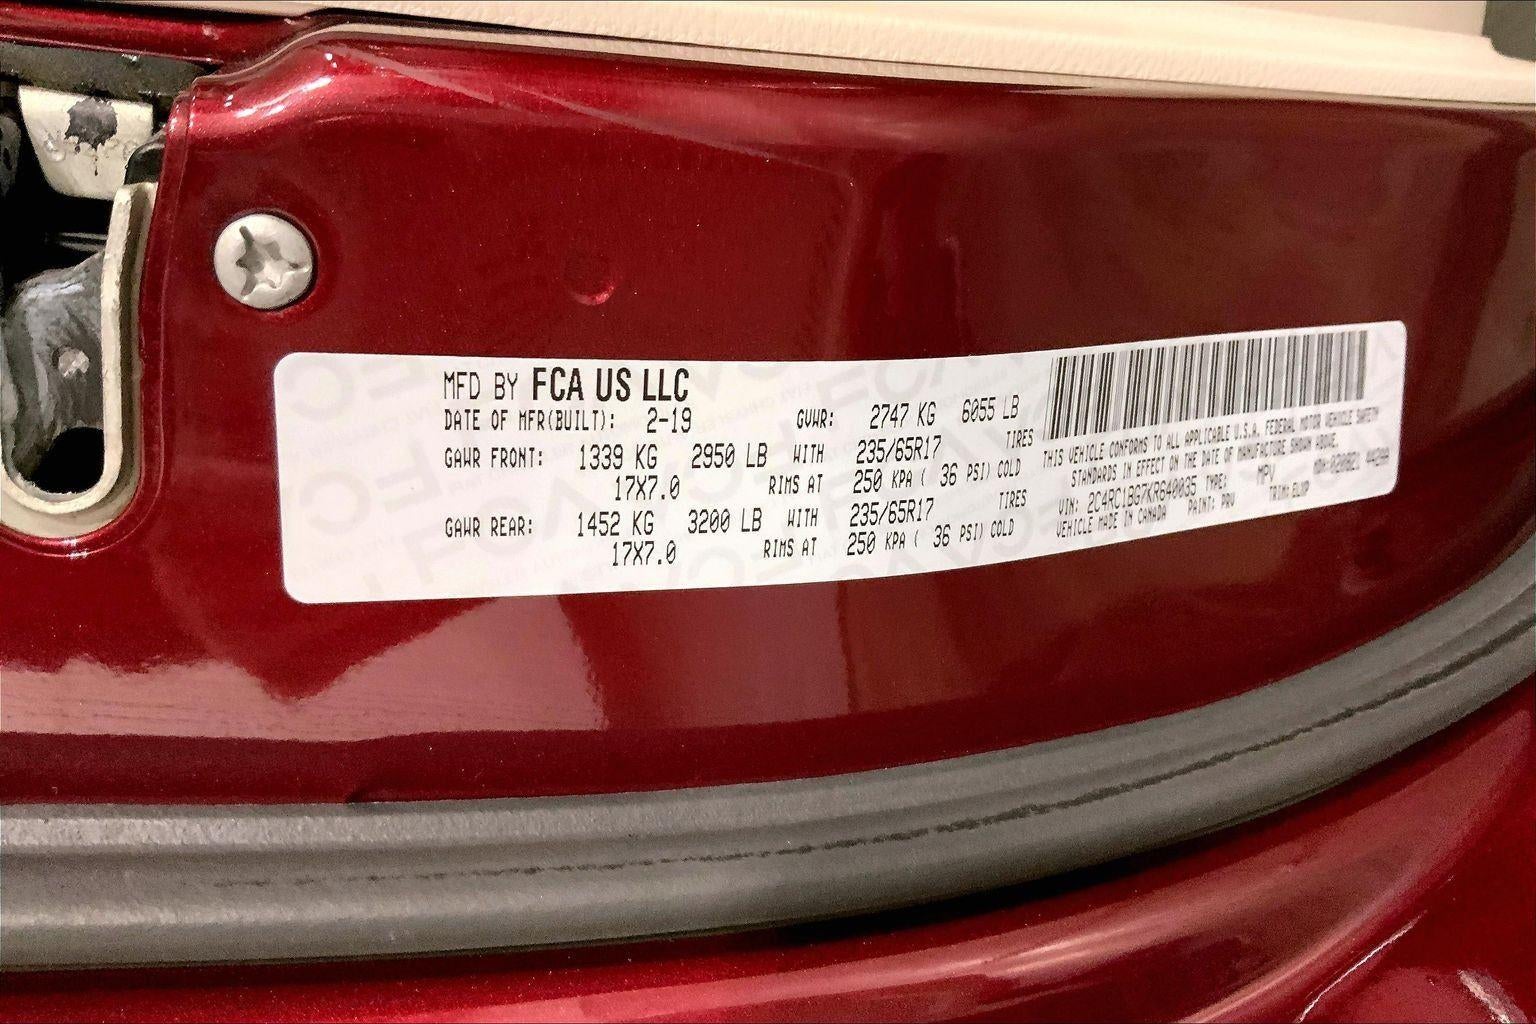 MFD BY FCA US LLC
DATE OF MFR(BUILT): 2-19 GVWR: 2747 KG 6055 LB
GAWR FRONT: 1339 KG 2950 LB WITH 235/65R17 TIRES
17X7.0 RIMS AT 250 KPA ( 36 PSI) COLD
GAWR REAR: 1452 KG 3200 LB WITH 235/65R17 TIRES
17X7.0 RIMS AT 250 KPA ( 36 PSI) COLD
THIS VEHICLE CONFORMS TO ALL APPLICABLE U.S.A. FEDERAL MOTOR VEHICLE SAFETY
STANDARDS IN EFFECT ON THE DATE OF MANUFACTURE SHOWN ABOVE.
VIN: 2C4RC1BG7KR640035 TYPE: MPV
VEHICLE MADE IN CANADA PAINT: PRV TRIM: